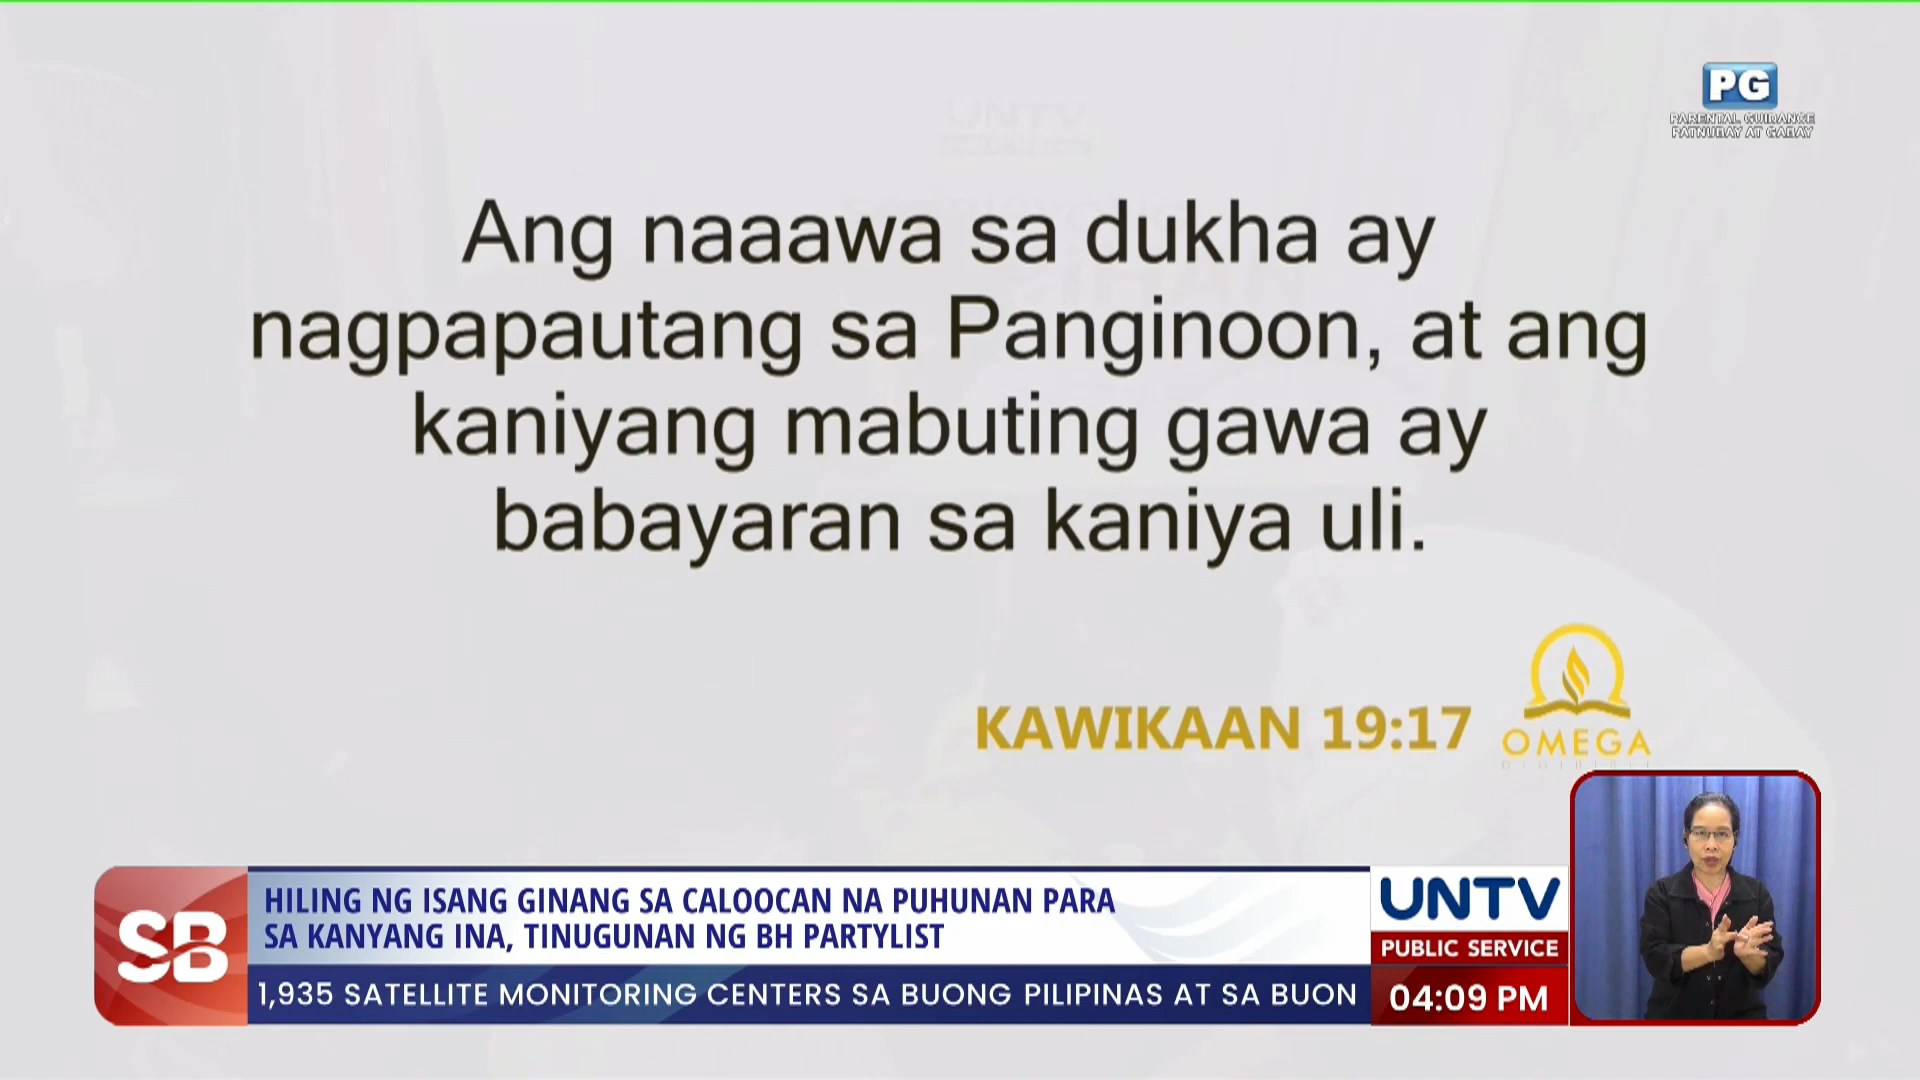 PG
PARENTAL GUIDANCE
PATNUBAY AT GABAY
UNTV
Ang naaawa sa dukha ay
nagpapautang sa Panginoon, at ang
kaniyang mabuting gawa ay
babayaran sa kaniya uli.
KAWIKAAN 19:17
OMEGA
SB
HILING NG ISANG GINANG SA CALOOCAN NA PUHUNAN PARA
SA KANYANG INA, TINUGUNAN NG BH PARTYLIST
1,935 SATELLITE MONITORING CENTERS SA BUONG PILIPINAS AT SA BUON
UNTV
PUBLIC SERVICE
04:09 PM